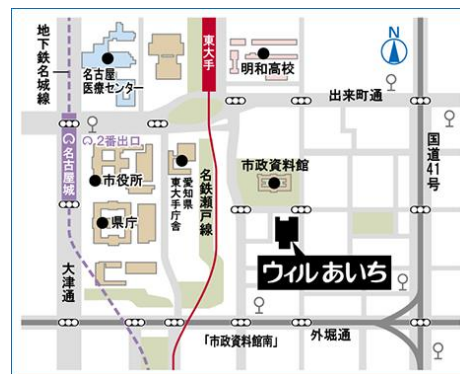 地下鉄名城線
名古屋
医療センター
東大手
明和高校
N
出来町通
2番出口
名古屋城
市役所
愛知県
東大手庁舎
名鉄瀬戸線
市政資料館
国道41号
県庁
ウィルあいち
大津通
「市政資料館南」
外堀通